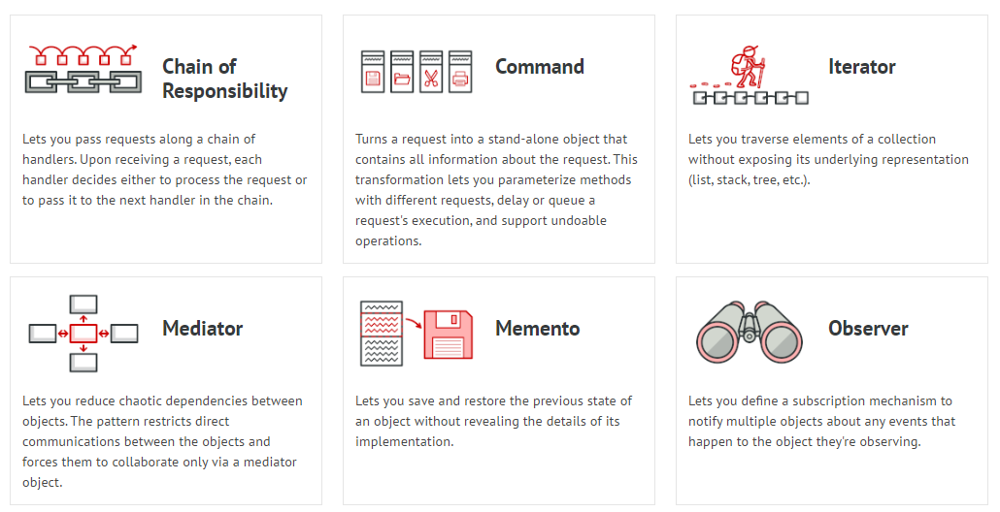 Chain of
Responsibility
Lets you pass requests along a chain of
handlers. Upon receiving a request, each
handler decides either to process the request or
to pass it to the next handler in the chain.
Command
Turns a request into a stand-alone object that
contains all information about the request. This
transformation lets you parameterize methods
with different requests, delay or queue a
request's execution, and support undoable
operations.
Iterator
Lets you traverse elements of a collection
without exposing its underlying representation
(list, stack, tree, etc.).
Mediator
Lets you reduce chaotic dependencies between
objects. The pattern restricts direct
communications between the objects and
forces them to collaborate only via a mediator
object.
Memento
Lets you save and restore the previous state of
an object without revealing the details of its
implementation.
Observer
Lets you define a subscription mechanism to
notify multiple objects about any events that
happen to the object they're observing.